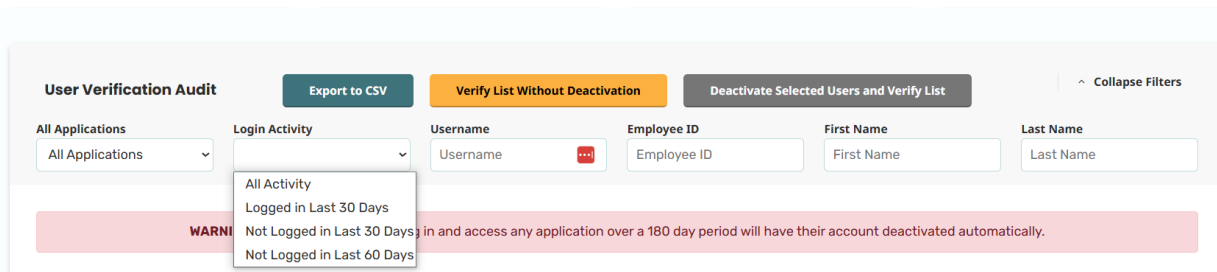 User Verification Audit
Export to CSV
Verify List Without Deactivation
Deactivate Selected Users and Verify List
Collapse Filters
All Applications
Login Activity
Username
Employee ID
First Name
Last Name
All Applications
Username
Employee ID
First Name
Last Name
All Activity
Logged in Last 30 Days
Not Logged in Last 30 Days
Not Logged in Last 60 Days
in and access any application over a 180 day period will have their account deactivated automatically.